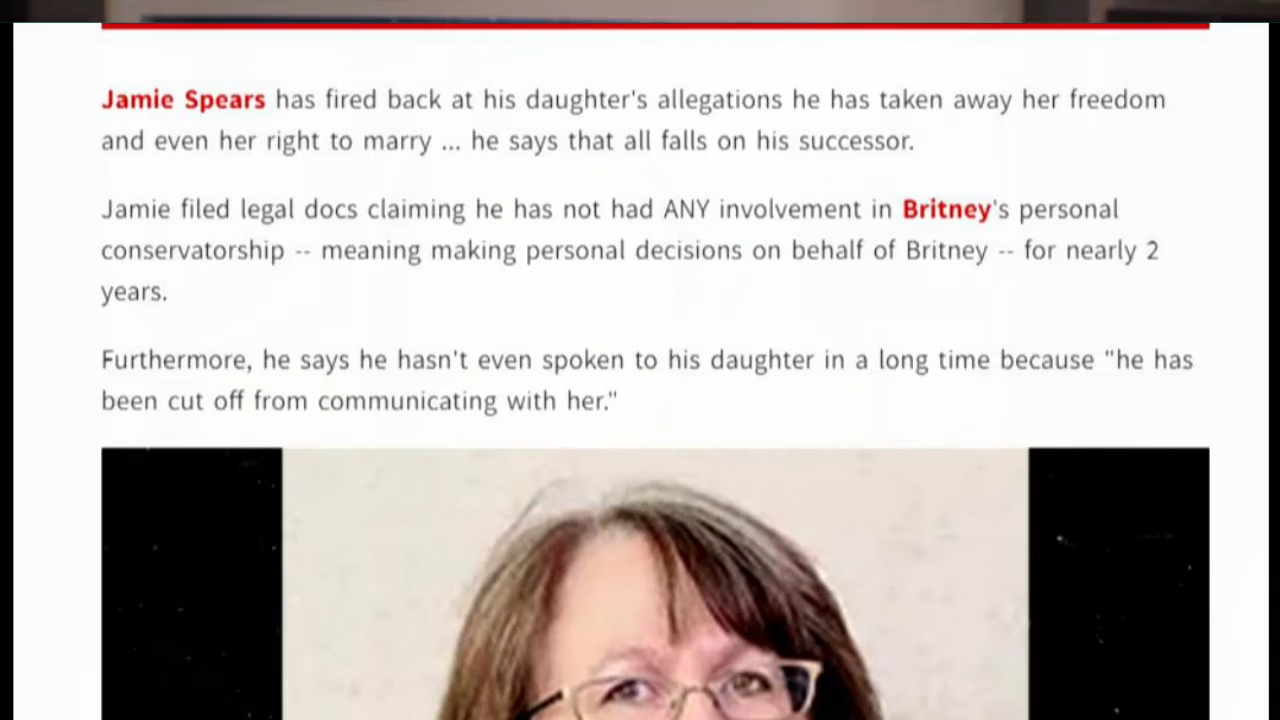 Jamie Spears has fired back at his daughter's allegations he has taken away her freedom
and even her right to marry ... he says that all falls on his successor.
Jamie filed legal docs claiming he has not had ANY involvement in Britney's personal
conservatorship -- meaning making personal decisions on behalf of Britney -- for nearly 2
years.
Furthermore, he says he hasn't even spoken to his daughter in a long time because "he has
been cut off from communicating with her."